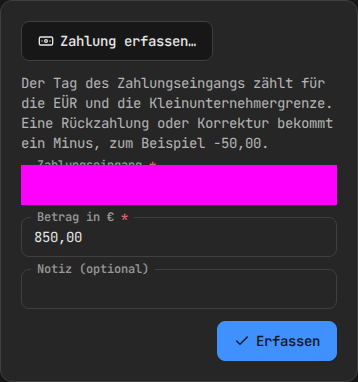 Zahlung erfassen…
Der Tag des Zahlungseingangs zählt für
die EÜR und die Kleinunternehmergrenze.
Eine Rückzahlung oder Korrektur bekommt
ein Minus, zum Beispiel -50,00.
Zahlungseingang *
Betrag in € *
850,00
Notiz (optional)
Erfassen